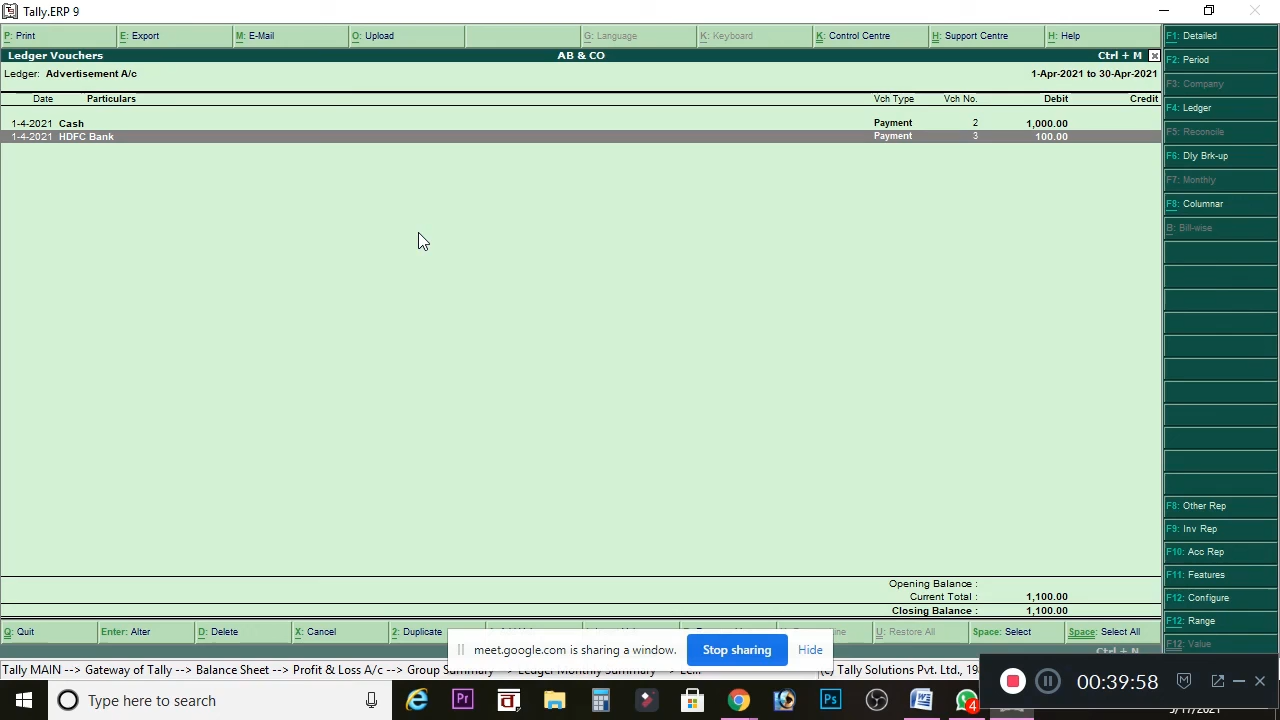 Tally.ERP 9
P: Print E: Export M: E-Mail O: Upload G: Language K: Keyboard K: Control Centre H: Support Centre H: Help
Ledger Vouchers AB & CO Ctrl + M
Ledger: Advertisement A/c 1-Apr-2021 to 30-Apr-2021
Date Particulars Vch Type Vch No. Debit Credit
1-4-2021 Cash Payment 2 1,000.00
1-4-2021 HDFC Bank Payment 3 100.00
F1: Detailed
F2: Period
F3: Company
F4: Ledger
F5: Reconcile
F6: Dly Brk-up
F7: Monthly
F8: Columnar
B: Bill-wise
F8: Other Rep
F9: Inv Rep
F10: Acc Rep
F11: Features
F12: Configure
F12: Range
F12: Value
Opening Balance :
Current Total : 1,100.00
Closing Balance : 1,100.00
Q: Quit Enter: Alter D: Delete X: Cancel 2: Duplicate U: Restore All Space: Select Space: Select All
meet.google.com is sharing a window. Stop sharing Hide
Tally MAIN --> Gateway of Tally --> Balance Sheet --> Profit & Loss A/c --> Group Summary (C) Tally Solutions Pvt. Ltd., 19
00:39:58
Type here to search
Pr
Ps
4